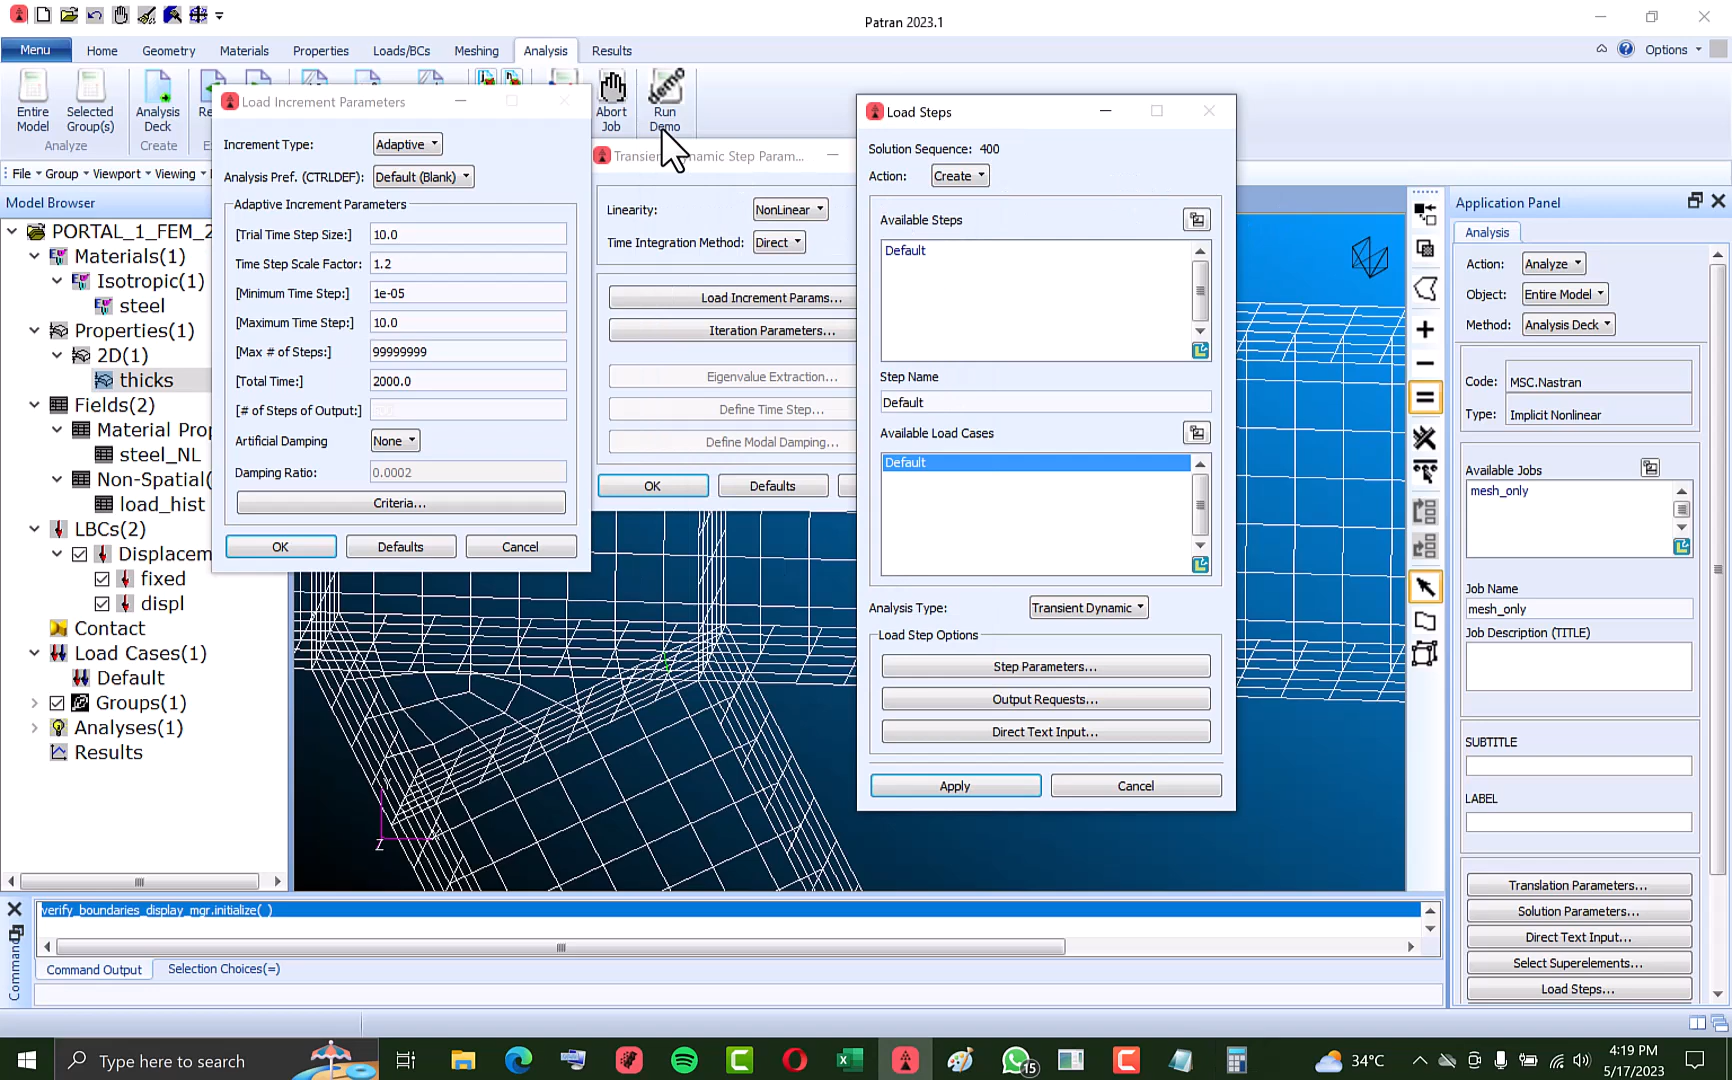 Patran 2023.1
Menu
Home
Geometry
Materials
Properties
Loads/BCs
Meshing
Analysis
Results
Options
Entire Model
Selected Group(s)
Analysis Deck
Abort Job
Run Demo
Analyze
Create
File
Group
Viewport
Viewing
Model Browser
PORTAL_1_FEM_2
Materials(1)
Isotropic(1)
steel
Properties(1)
2D(1)
thicks
Fields(2)
Material Prop
steel_NL
Non-Spatial(
load_hist
LBCs(2)
Displacem
fixed
displ
Contact
Load Cases(1)
Default
Groups(1)
Analyses(1)
Results
Load Increment Parameters
Increment Type:
Adaptive
Analysis Pref. (CTRLDEF):
Default (Blank)
Adaptive Increment Parameters
[Trial Time Step Size:]
10.0
Time Step Scale Factor:
1.2
[Minimum Time Step:]
1e-05
[Maximum Time Step:]
10.0
[Max # of Steps:]
99999999
[Total Time:]
2000.0
[# of Steps of Output:]
Artificial Damping
None
Damping Ratio:
0.0002
Criteria...
OK
Defaults
Cancel
Linearity:
NonLinear
Time Integration Method:
Direct
Load Increment Params...
Iteration Parameters...
Eigenvalue Extraction...
Define Time Step...
Define Modal Damping...
OK
Defaults
Load Steps
Solution Sequence: 400
Action:
Create
Available Steps
Default
Step Name
Default
Available Load Cases
Default
Analysis Type:
Transient Dynamic
Load Step Options
Step Parameters...
Output Requests...
Direct Text Input...
Apply
Cancel
Application Panel
Analysis
Action:
Analyze
Object:
Entire Model
Method:
Analysis Deck
Code:
MSC.Nastran
Type:
Implicit Nonlinear
Available Jobs
mesh_only
Job Name
mesh_only
Job Description (TITLE)
SUBTITLE
LABEL
Translation Parameters...
Solution Parameters...
Direct Text Input...
Select Superelements...
Load Steps...
Y
Z
verify_boundaries_display_mgr.initialize( )
Command Output
Selection Choices(=)
Type here to search
15
34°C
4:19 PM
5/17/2023